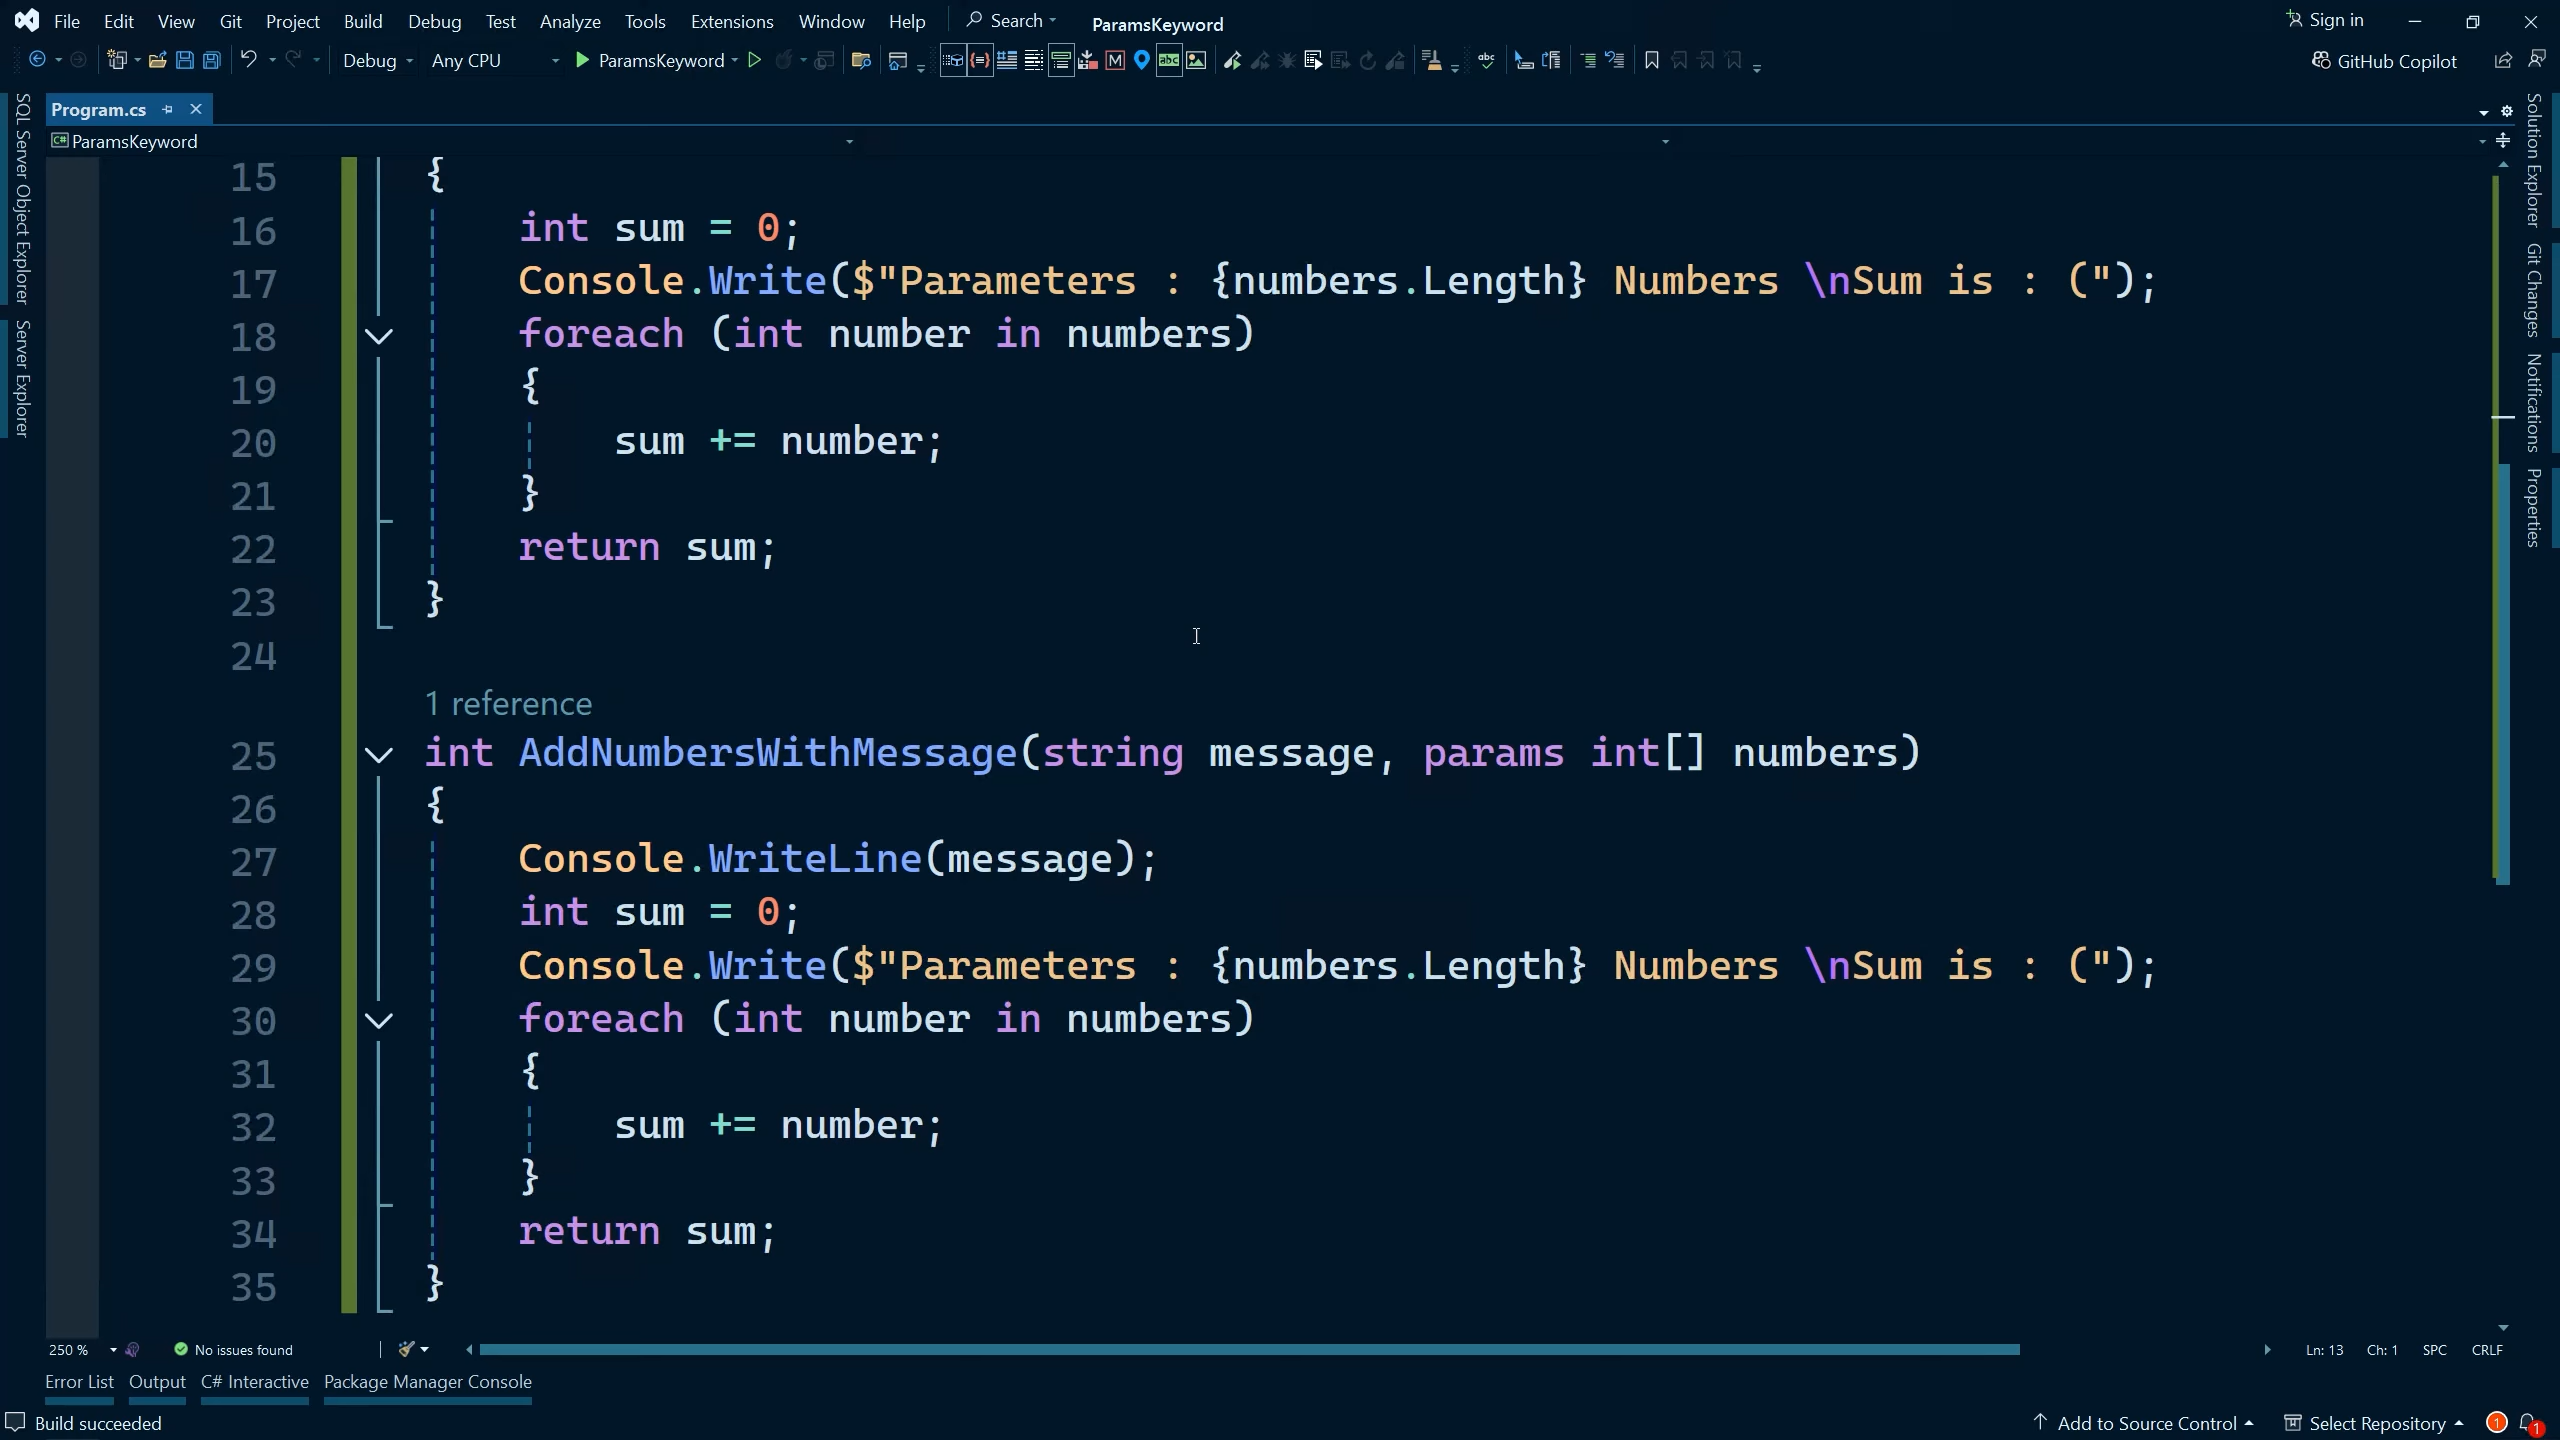 File Edit View Git Project Build Debug Test Analyze Tools Extensions Window Help Search ParamsKeyword Sign in
Debug Any CPU ParamsKeyword GitHub Copilot
Program.cs
ParamsKeyword
SQL Server Object Explorer
Server Explorer
15 {
16 int sum = 0;
17 Console.Write($"Parameters : {numbers.Length} Numbers \nSum is : (");
18 foreach (int number in numbers)
19 {
20 sum += number;
21 }
22 return sum;
23 }
24
1 reference
25 int AddNumbersWithMessage(string message, params int[] numbers)
26 {
27 Console.WriteLine(message);
28 int sum = 0;
29 Console.Write($"Parameters : {numbers.Length} Numbers \nSum is : (");
30 foreach (int number in numbers)
31 {
32 sum += number;
33 }
34 return sum;
35 }
Solution Explorer
Git Changes
Notifications
Properties
250 % No issues found Ln: 13 Ch: 1 SPC CRLF
Error List Output C# Interactive Package Manager Console
Build succeeded Add to Source Control Select Repository 1 1